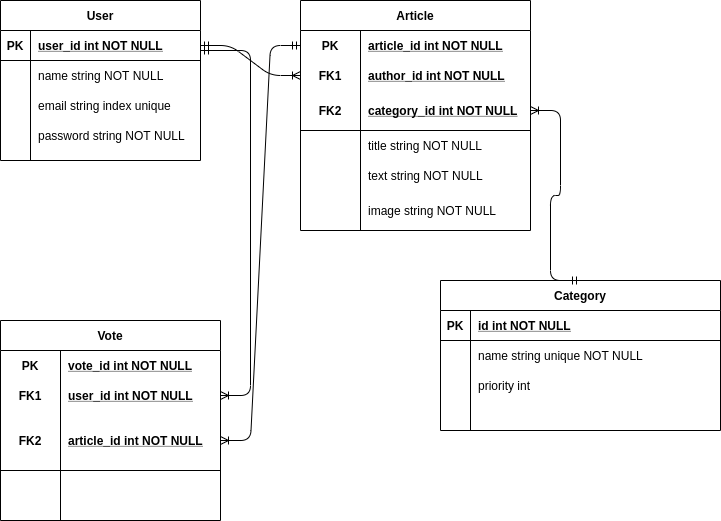 User
PK user_id int NOT NULL
name string NOT NULL
email string index unique
password string NOT NULL
Article
PK article_id int NOT NULL
FK1 author_id int NOT NULL
FK2 category_id int NOT NULL
title string NOT NULL
text string NOT NULL
image string NOT NULL
Category
PK id int NOT NULL
name string unique NOT NULL
priority int
Vote
PK vote_id int NOT NULL
FK1 user_id int NOT NULL
FK2 article_id int NOT NULL